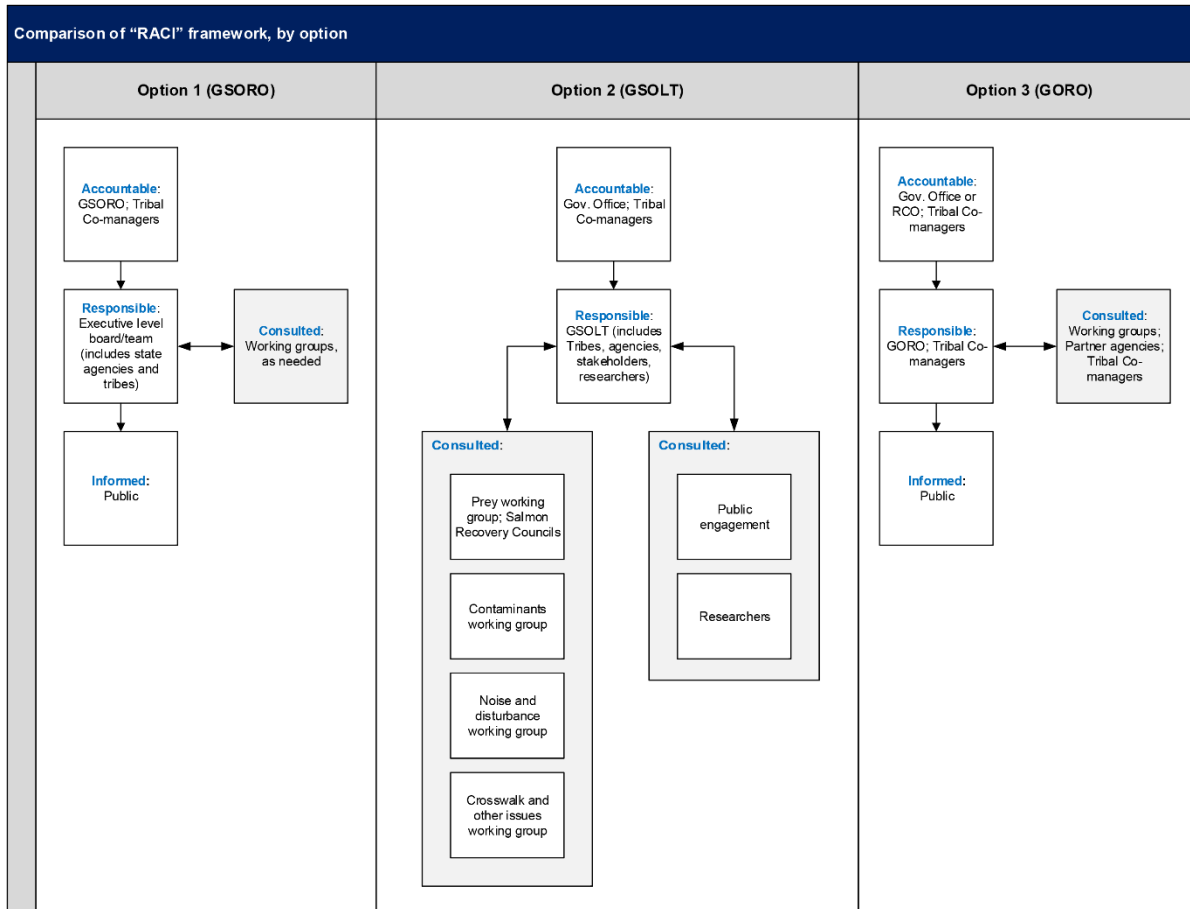 Comparison of “RACI” framework, by option
Option 1 (GSORO)
Accountable:
GSORO; Tribal
Co-managers
Responsible:
Executive level
board/team
(includes state
agencies and
tribes)
Consulted:
Working groups,
as needed
Informed:
Public
Option 2 (GSOLT)
Accountable:
Gov. Office; Tribal
Co-managers
Responsible:
GSOLT (includes
Tribes, agencies,
stakeholders,
researchers)
Consulted:
Prey working
group; Salmon
Recovery Councils
Contaminants
working group
Noise and
disturbance
working group
Crosswalk and
other issues
working group
Consulted:
Public
engagement
Researchers
Option 3 (GORO)
Accountable:
Gov. Office or
RCO; Tribal Co-
managers
Responsible:
GORO; Tribal Co-
managers
Consulted:
Working groups;
Partner agencies;
Tribal Co-
managers
Informed:
Public